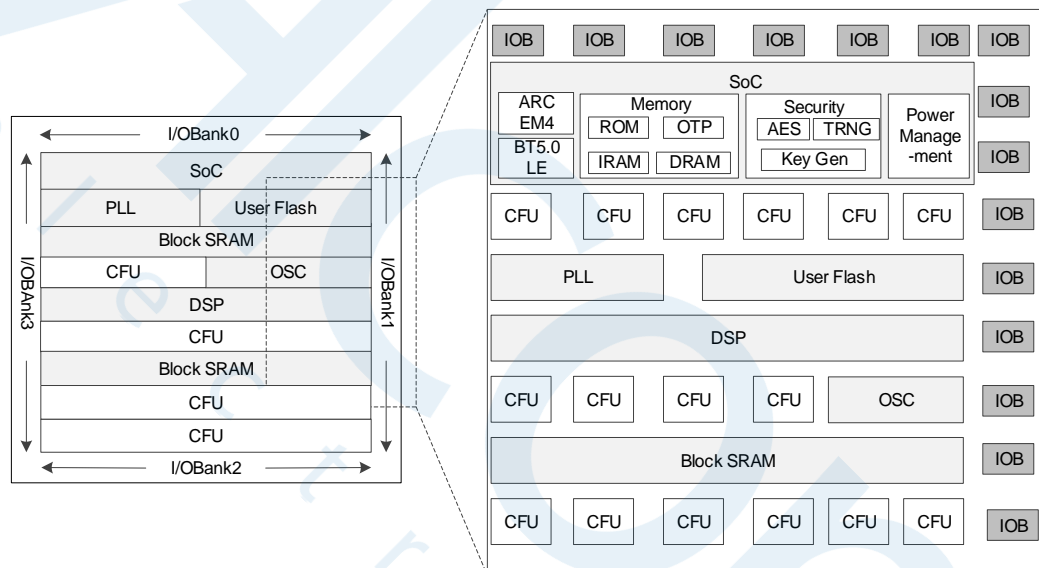 I/OBank0
SoC
PLL User Flash
Block SRAM
CFU OSC
DSP
CFU
Block SRAM
CFU
CFU
I/OBank2
I/OBAnk3
I/OBank1
IOB IOB IOB IOB IOB IOB IOB
SoC
ARC
EM4
BT5.0
LE
Memory
ROM OTP
IRAM DRAM
Security
AES TRNG
Key Gen
Power
Manage
-ment
IOB
IOB
CFU CFU CFU CFU CFU CFU IOB
PLL User Flash IOB
DSP IOB
CFU CFU CFU CFU OSC IOB
Block SRAM IOB
CFU CFU CFU CFU CFU CFU IOB